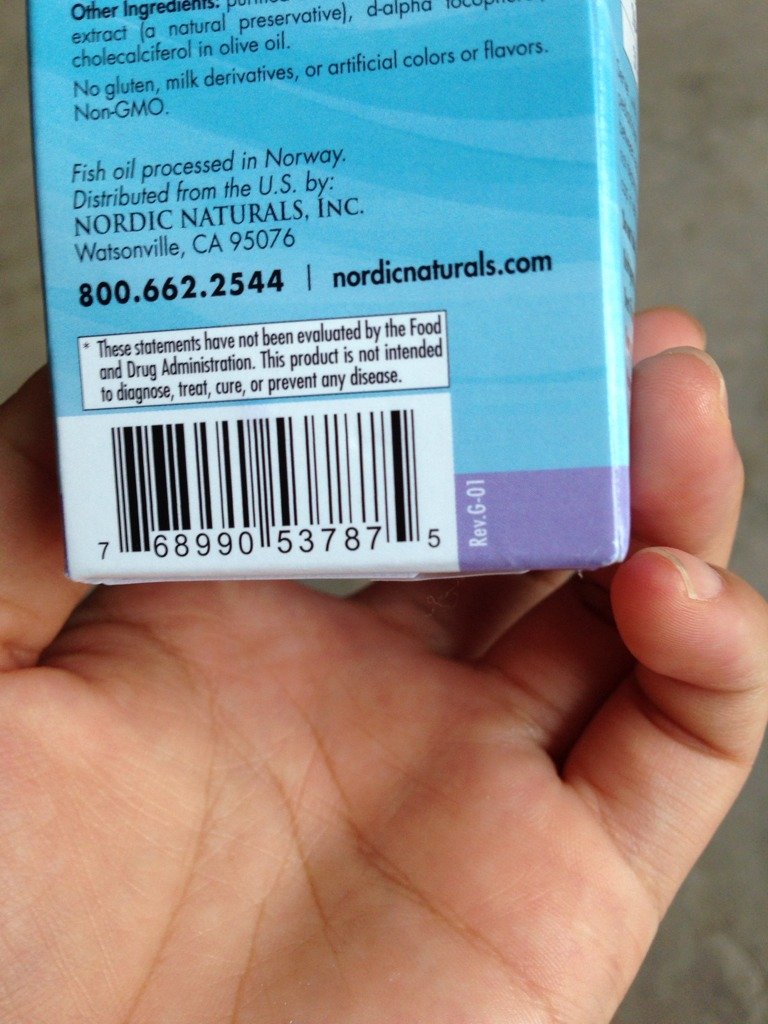 Other Ingredients:
extract (a natural preservative), d-alpha
cholecalciferol in olive oil.
No gluten, milk derivatives, or artificial colors or flavors.
Non-GMO.
Fish oil processed in Norway.
Distributed from the U.S. by:
NORDIC NATURALS, INC.
Watsonville, CA 95076
800.662.2544 | nordicnaturals.com
* These statements have not been evaluated by the Food
and Drug Administration. This product is not intended
to diagnose, treat, cure, or prevent any disease.
7 68990 53787 5
Rev.G-01